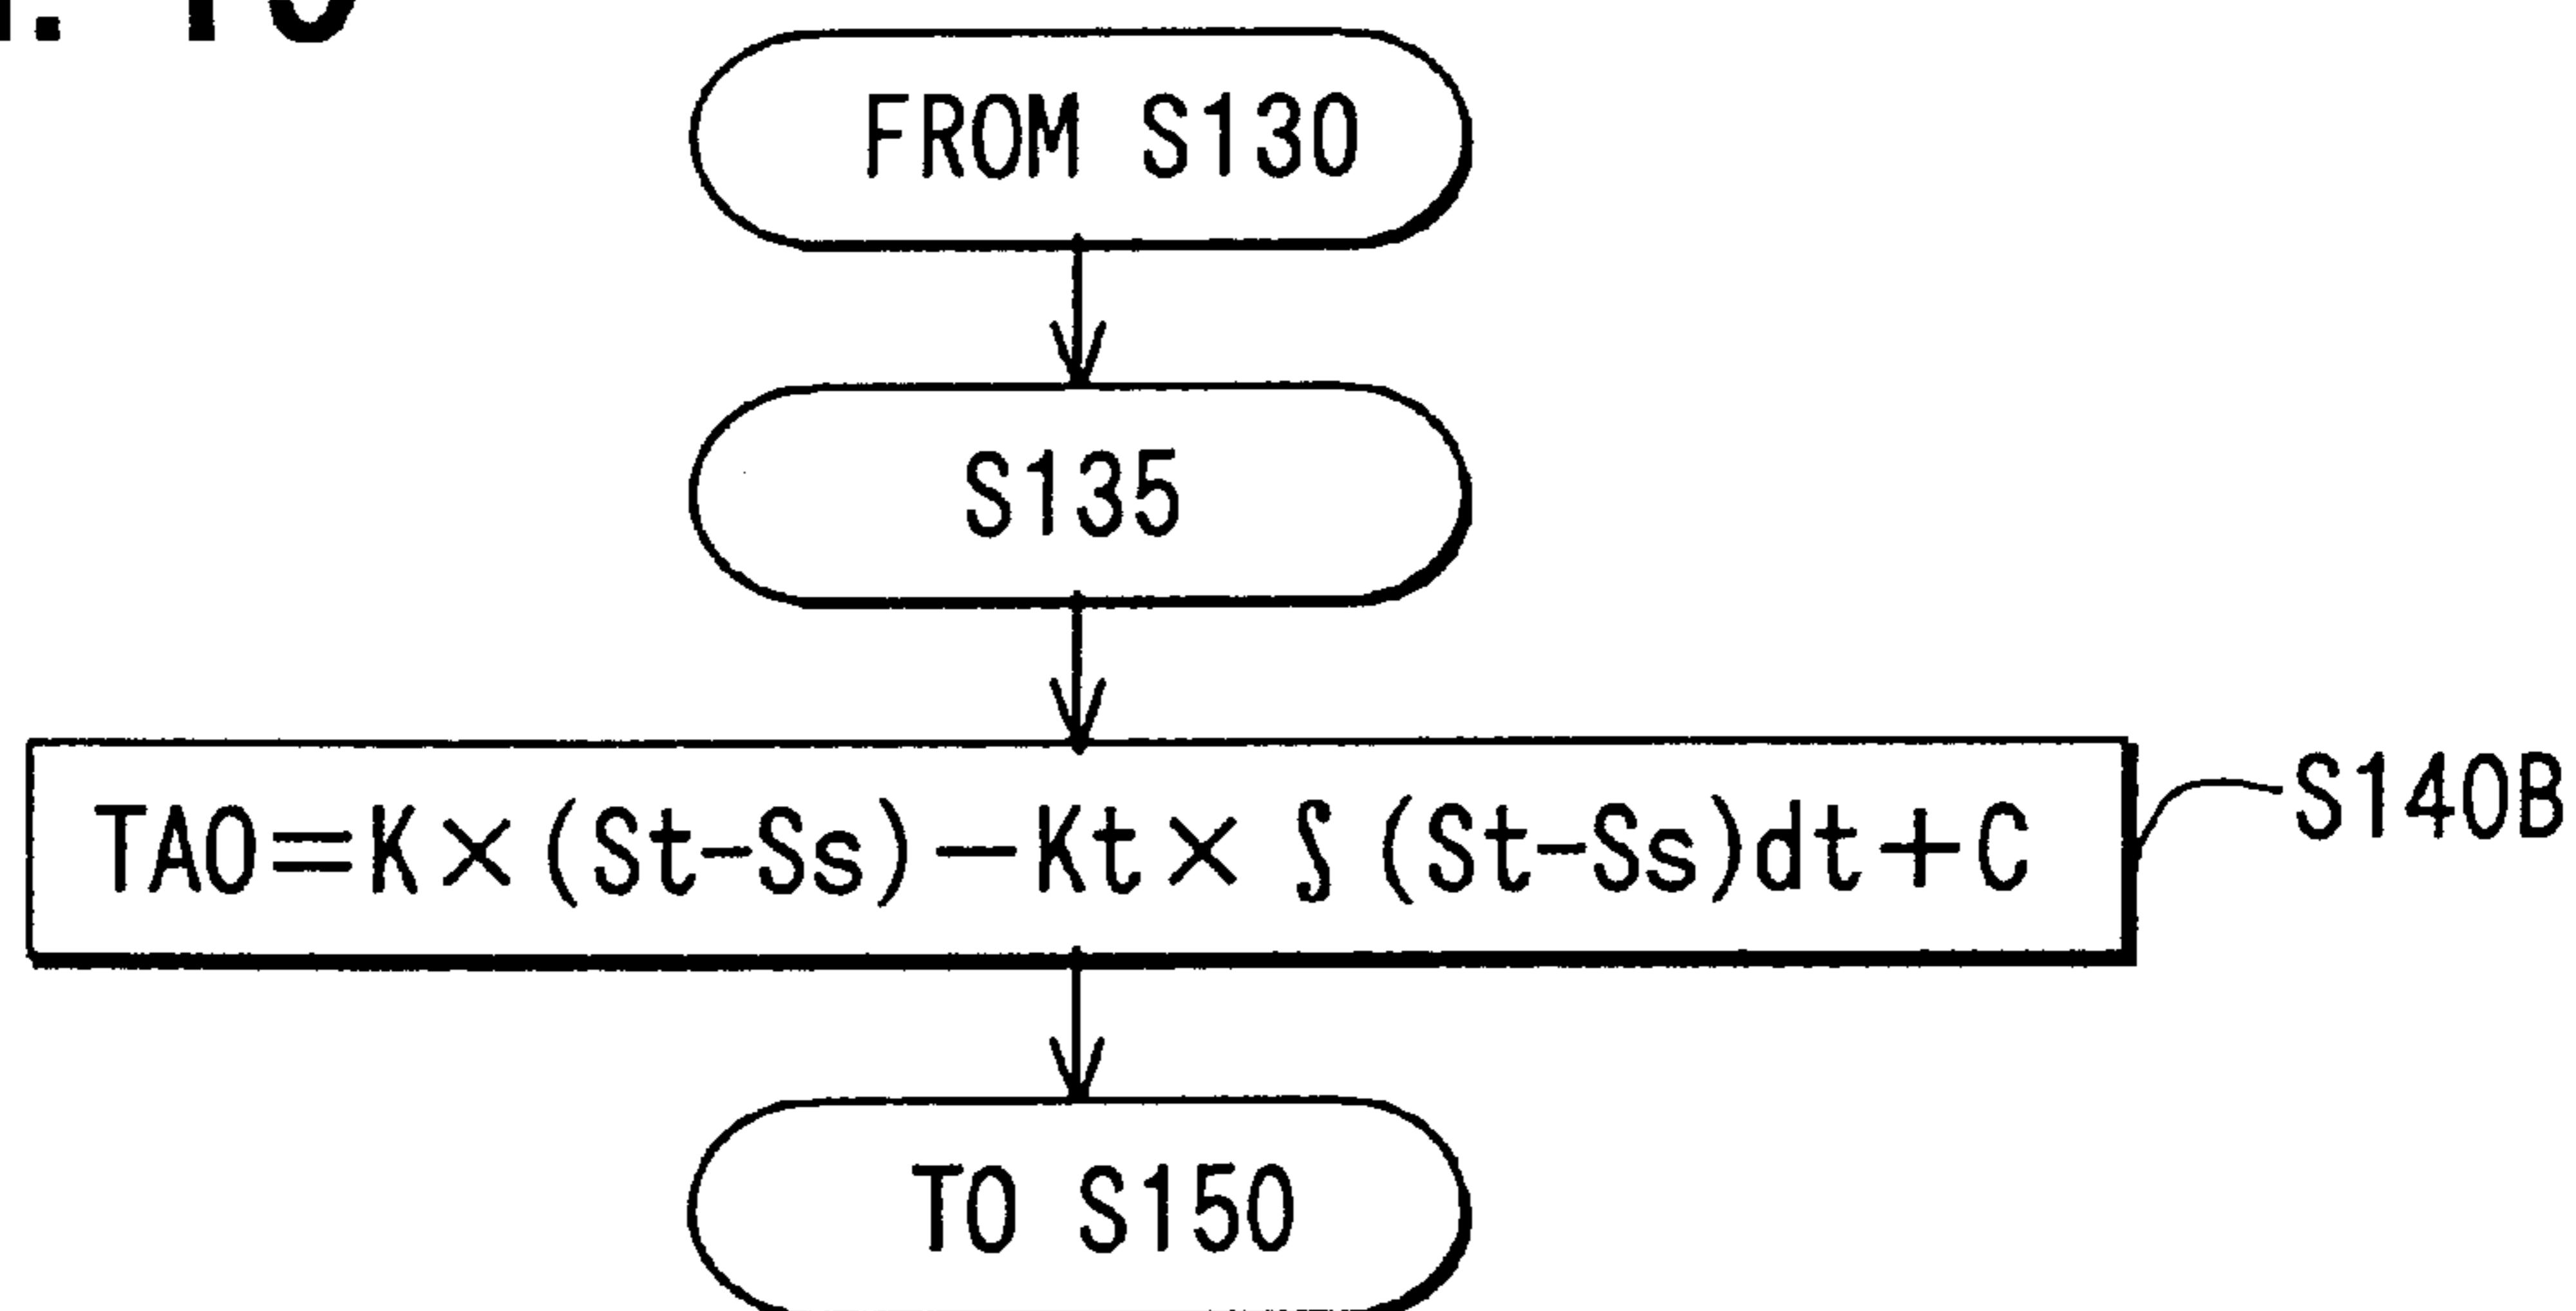 FROM S130
S135
TAO=K×(St-Ss)-Kt×∫(St-Ss)dt+C
S140B
TO S150